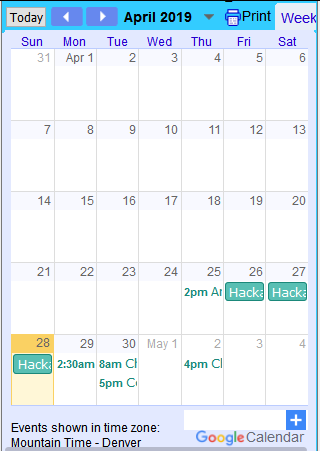 Today April 2019 Print Week
Sun Mon Tue Wed Thu Fri Sat
31 Apr 1 2 3 4 5 6
7 8 9 10 11 12 13
14 15 16 17 18 19 20
21 22 23 24 25 26 27
2pm Hacka Hacka
28 29 30 May 1 2 3 4
Hacka 2:30am 8am Ch 4pm Cl
5pm Co
Events shown in time zone:
Mountain Time - Denver
Google Calendar